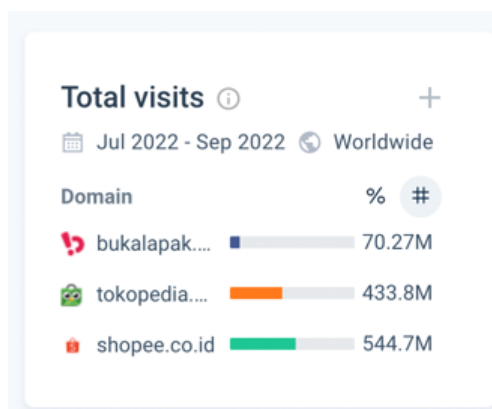 Total visits
Jul 2022 - Sep 2022 Worldwide
Domain % #
bukalapak.... 70.27M
tokopedia.... 433.8M
shopee.co.id 544.7M